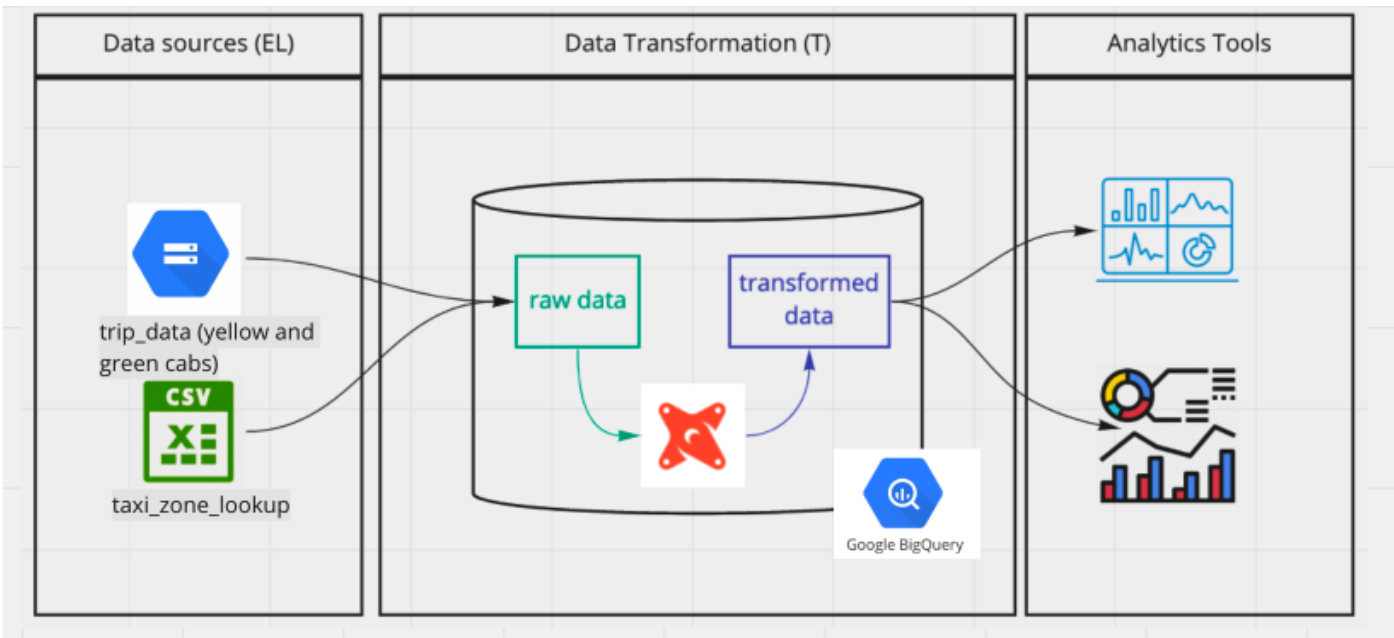 Data sources (EL)
Data Transformation (T)
Analytics Tools
trip_data (yellow and
green cabs)
CSV
X
taxi_zone_lookup
raw data
transformed
data
Google BigQuery